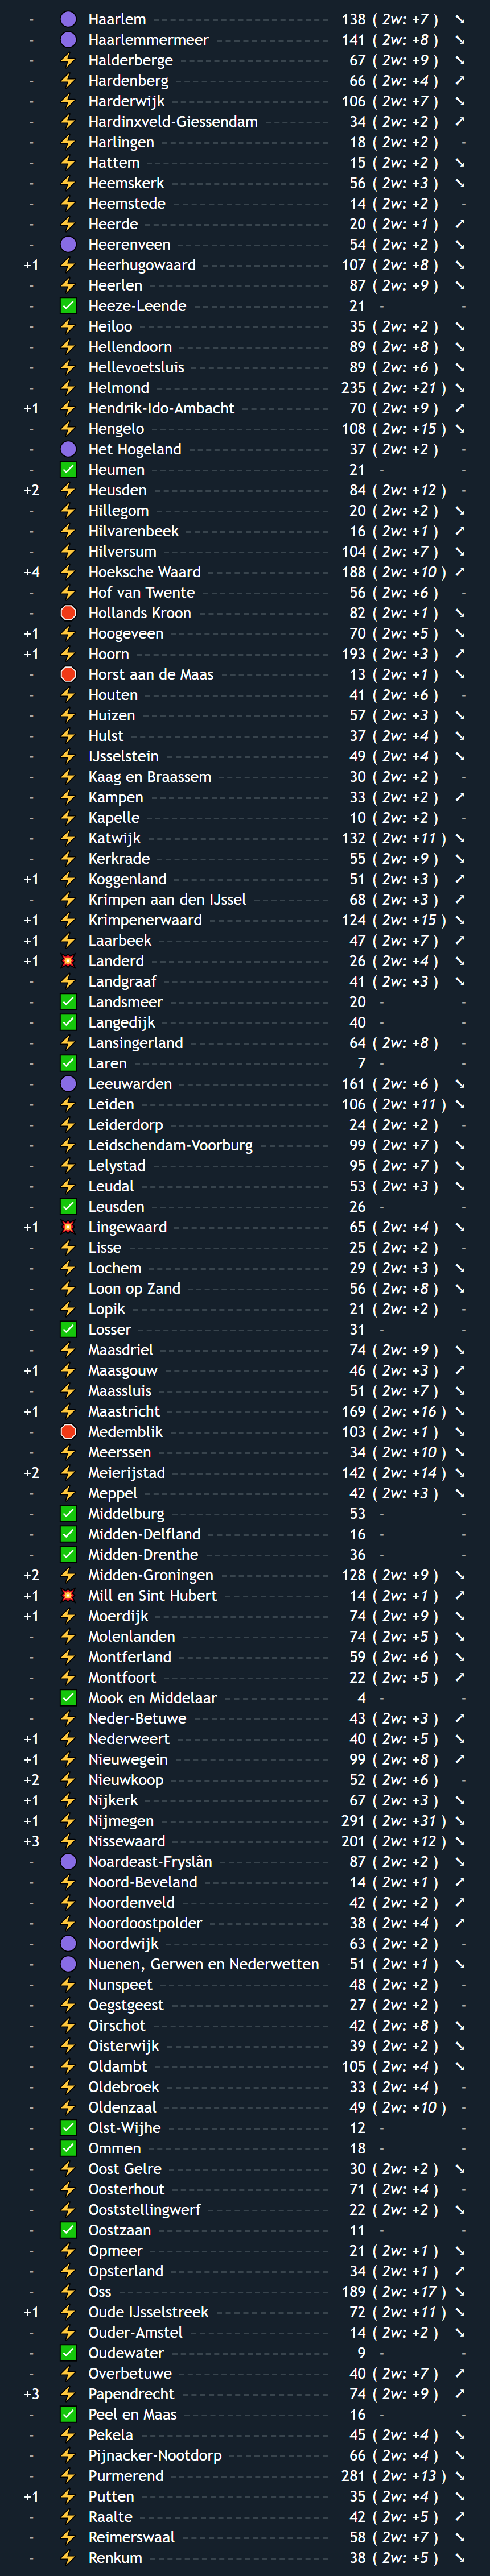 - Haarlem 138 ( 2w: +7 ) ↘
- Haarlemmermeer 141 ( 2w: +8 ) ↘
- Halderberge 67 ( 2w: +9 ) ↘
- Hardenberg 66 ( 2w: +4 ) ↗
- Harderwijk 106 ( 2w: +7 ) ↘
- Hardinxveld-Giessendam 34 ( 2w: +2 ) ↗
- Harlingen 18 ( 2w: +2 ) -
- Hattem 15 ( 2w: +2 ) ↘
- Heemskerk 56 ( 2w: +3 ) ↘
- Heemstede 14 ( 2w: +2 ) -
- Heerde 20 ( 2w: +1 ) ↗
- Heerenveen 54 ( 2w: +2 ) ↘
+1 Heerhugowaard 107 ( 2w: +8 ) ↘
- Heerlen 87 ( 2w: +9 ) ↘
- Heeze-Leende 21 - -
- Heiloo 35 ( 2w: +2 ) ↘
- Hellendoorn 89 ( 2w: +8 ) ↘
- Hellevoetsluis 89 ( 2w: +6 ) ↘
- Helmond 235 ( 2w: +21 ) ↘
+1 Hendrik-Ido-Ambacht 70 ( 2w: +9 ) ↗
- Hengelo 108 ( 2w: +15 ) ↘
- Het Hogeland 37 ( 2w: +2 ) -
- Heumen 21 - -
+2 Heusden 84 ( 2w: +12 ) -
- Hillegom 20 ( 2w: +2 ) ↘
- Hilvarenbeek 16 ( 2w: +1 ) ↗
- Hilversum 104 ( 2w: +7 ) ↘
+4 Hoeksche Waard 188 ( 2w: +10 ) ↗
- Hof van Twente 56 ( 2w: +6 ) -
- Hollands Kroon 82 ( 2w: +1 ) ↘
+1 Hoogeveen 70 ( 2w: +5 ) ↘
+1 Hoorn 193 ( 2w: +3 ) ↗
- Horst aan de Maas 13 ( 2w: +1 ) ↘
- Houten 41 ( 2w: +6 ) -
- Huizen 57 ( 2w: +3 ) ↘
- Hulst 37 ( 2w: +4 ) ↘
- IJsselstein 49 ( 2w: +4 ) ↘
- Kaag en Braassem 30 ( 2w: +2 ) -
- Kampen 33 ( 2w: +2 ) ↗
- Kapelle 10 ( 2w: +2 ) -
- Katwijk 132 ( 2w: +11 ) ↘
- Kerkrade 55 ( 2w: +9 ) ↘
+1 Koggenland 51 ( 2w: +3 ) ↗
- Krimpen aan den IJssel 68 ( 2w: +3 ) ↗
+1 Krimpenerwaard 124 ( 2w: +15 ) ↘
+1 Laarbeek 47 ( 2w: +7 ) ↗
+1 Landerd 26 ( 2w: +4 ) ↘
- Landgraaf 41 ( 2w: +3 ) ↘
- Landsmeer 20 - -
- Langedijk 40 - -
- Lansingerland 64 ( 2w: +8 ) -
- Laren 7 - -
- Leeuwarden 161 ( 2w: +6 ) ↘
- Leiden 106 ( 2w: +11 ) ↘
- Leiderdorp 24 ( 2w: +2 ) -
- Leidschendam-Voorburg 99 ( 2w: +7 ) ↘
- Lelystad 95 ( 2w: +7 ) ↘
- Leudal 53 ( 2w: +3 ) ↘
- Leusden 26 - -
+1 Lingewaard 65 ( 2w: +4 ) ↘
- Lisse 25 ( 2w: +2 ) -
- Lochem 29 ( 2w: +3 ) ↘
- Loon op Zand 56 ( 2w: +8 ) ↘
- Lopik 21 ( 2w: +2 ) -
- Losser 31 - -
- Maasdriel 74 ( 2w: +9 ) ↘
+1 Maasgouw 46 ( 2w: +3 ) ↗
- Maassluis 51 ( 2w: +7 ) ↘
+1 Maastricht 169 ( 2w: +16 ) ↘
- Medemblik 103 ( 2w: +1 ) ↘
- Meerssen 34 ( 2w: +10 ) ↘
+2 Meierijstad 142 ( 2w: +14 ) ↘
- Meppel 42 ( 2w: +3 ) ↘
- Middelburg 53 - -
- Midden-Delfland 16 - -
- Midden-Drenthe 36 - -
+2 Midden-Groningen 128 ( 2w: +9 ) ↘
+1 Mill en Sint Hubert 14 ( 2w: +1 ) ↗
+1 Moerdijk 74 ( 2w: +9 ) ↘
- Molenlanden 74 ( 2w: +5 ) ↘
- Montferland 59 ( 2w: +6 ) ↘
- Montfoort 22 ( 2w: +5 ) ↗
- Mook en Middelaar 4 - -
- Neder-Betuwe 43 ( 2w: +3 ) ↗
+1 Nederweert 40 ( 2w: +5 ) ↘
+1 Nieuwegein 99 ( 2w: +8 ) ↗
+2 Nieuwkoop 52 ( 2w: +6 ) -
+1 Nijkerk 67 ( 2w: +3 ) ↘
+1 Nijmegen 291 ( 2w: +31 ) ↘
+3 Nissewaard 201 ( 2w: +12 ) ↘
- Noardeast-Fryslân 87 ( 2w: +2 ) ↘
- Noord-Beveland 14 ( 2w: +1 ) ↗
- Noordenveld 42 ( 2w: +2 ) ↗
- Noordoostpolder 38 ( 2w: +4 ) ↗
- Noordwijk 63 ( 2w: +2 ) -
- Nuenen, Gerwen en Nederwetten 51 ( 2w: +1 ) ↘
- Nunspeet 48 ( 2w: +2 ) -
- Oegstgeest 27 ( 2w: +2 ) -
- Oirschot 42 ( 2w: +8 ) ↘
- Oisterwijk 39 ( 2w: +2 ) ↘
- Oldambt 105 ( 2w: +4 ) ↘
- Oldebroek 33 ( 2w: +4 ) -
- Oldenzaal 49 ( 2w: +10 ) -
- Olst-Wijhe 12 - -
- Ommen 18 - -
- Oost Gelre 30 ( 2w: +2 ) ↘
- Oosterhout 71 ( 2w: +4 ) -
- Ooststellingwerf 22 ( 2w: +2 ) ↘
- Oostzaan 11 - -
- Opmeer 21 ( 2w: +1 ) ↘
- Opsterland 34 ( 2w: +1 ) ↗
- Oss 189 ( 2w: +17 ) ↘
+1 Oude IJsselstreek 72 ( 2w: +11 ) ↘
- Ouder-Amstel 14 ( 2w: +2 ) ↘
- Oudewater 9 - -
- Overbetuwe 40 ( 2w: +7 ) ↗
+3 Papendrecht 74 ( 2w: +9 ) ↗
- Peel en Maas 16 - -
- Pekela 45 ( 2w: +4 ) ↘
- Pijnacker-Nootdorp 66 ( 2w: +4 ) ↘
- Purmerend 281 ( 2w: +13 ) ↘
+1 Putten 35 ( 2w: +4 ) ↘
- Raalte 42 ( 2w: +5 ) ↗
- Reimerswaal 58 ( 2w: +7 ) ↘
- Renkum 38 ( 2w: +5 ) ↘